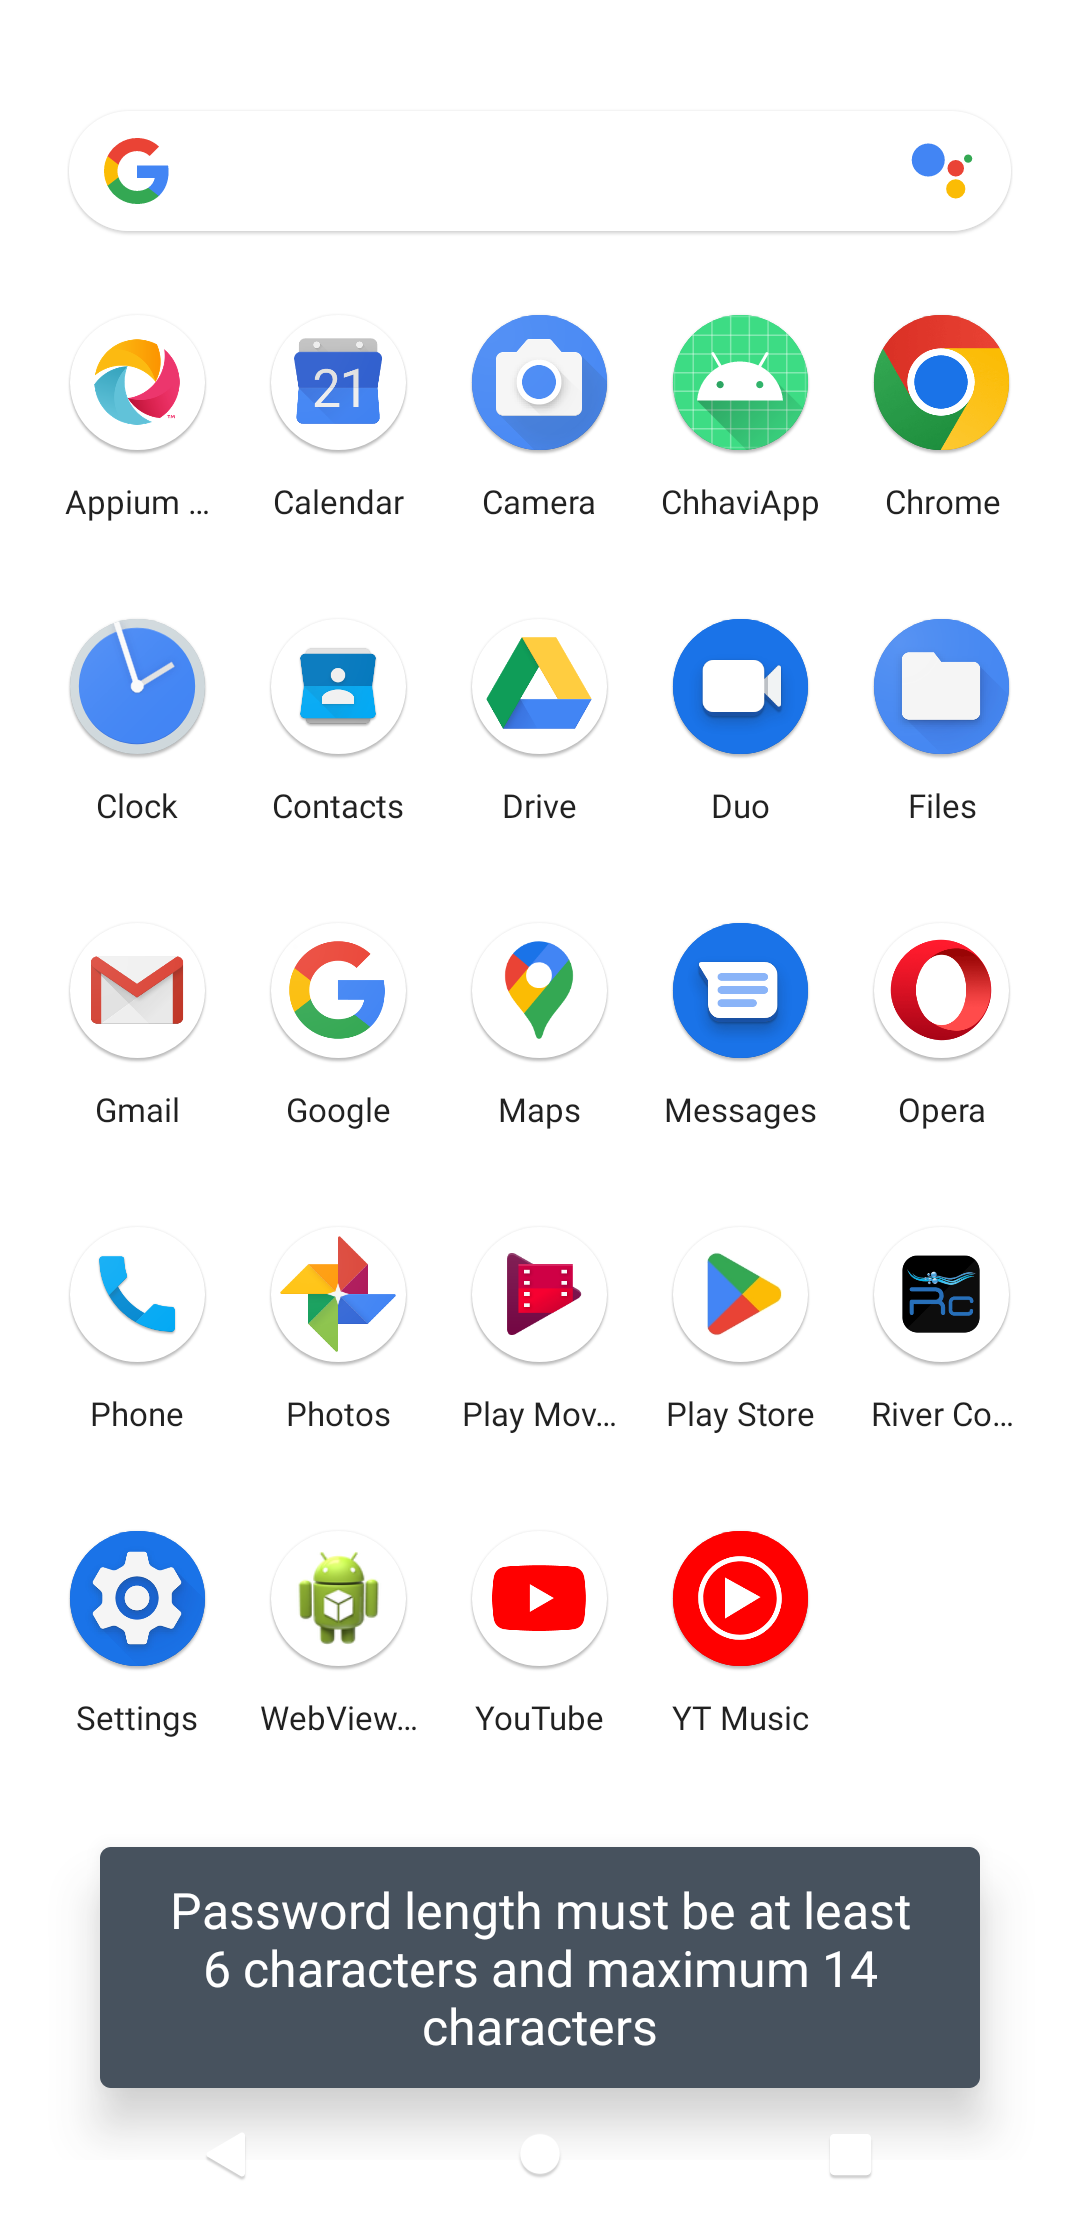 21
Appium ...
Calendar
Camera
ChhaviApp
Chrome
Clock
Contacts
Drive
Duo
Files
Gmail
Google
Maps
Messages
Opera
Phone
Photos
Play Mov...
Play Store
Rc
River Co...
Settings
WebView...
YouTube
YT Music
Password length must be at least
6 characters and maximum 14
characters